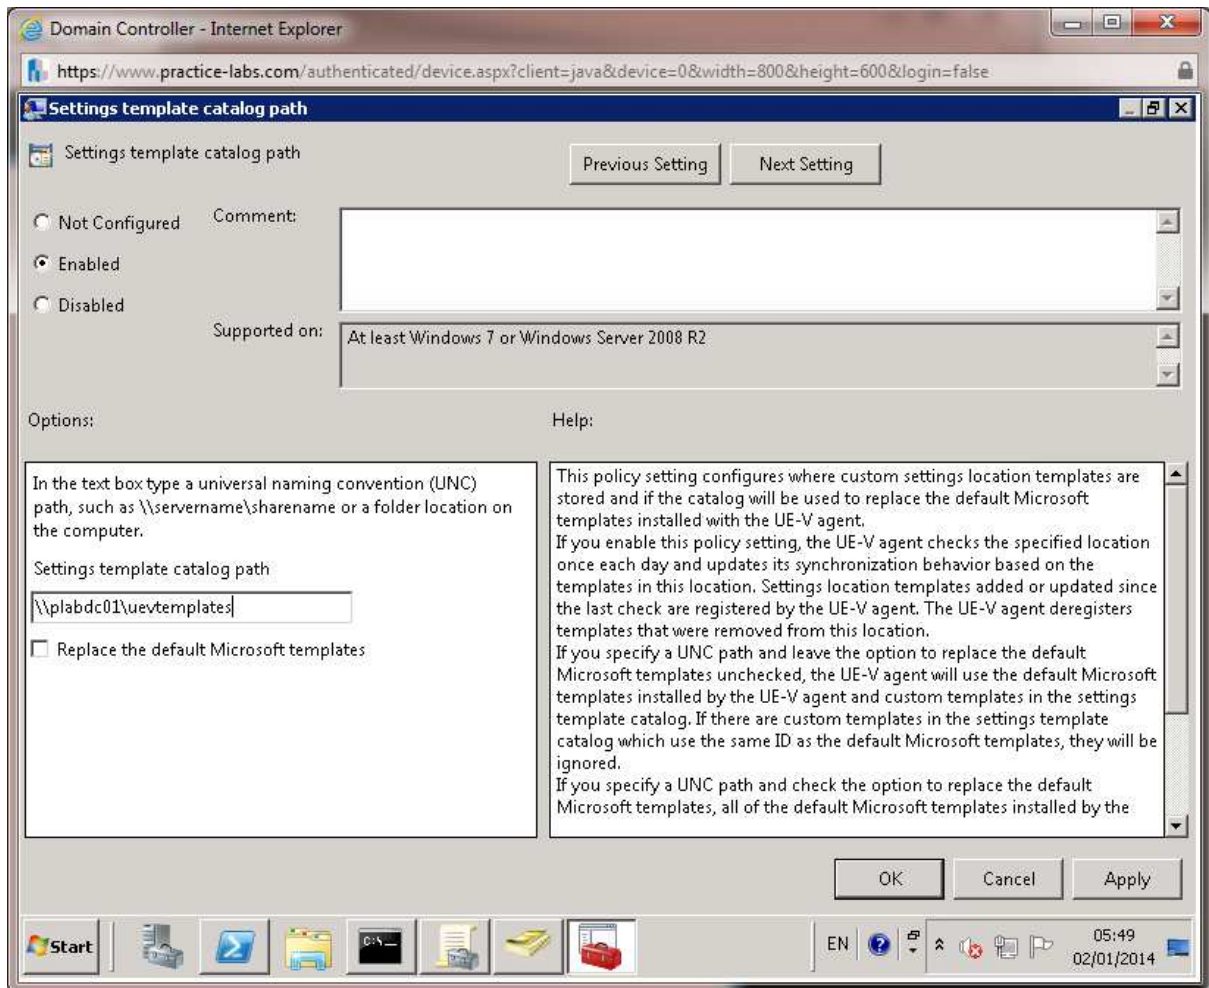 Domain Controller - Internet Explorer
https://www.practice-labs.com/authenticated/device.aspx?client=java&device=0&width=800&height=600&login=false
Settings template catalog path
Settings template catalog path
Previous Setting
Next Setting
Not Configured
Enabled
Disabled
Comment:
Supported on:
At least Windows 7 or Windows Server 2008 R2
Options:
Help:
In the text box type a universal naming convention (UNC)
path, such as \\servername\sharename or a folder location on
the computer.
Settings template catalog path
\\plabdc01\uevtemplates
Replace the default Microsoft templates
This policy setting configures where custom settings location templates are
stored and if the catalog will be used to replace the default Microsoft
templates installed with the UE-V agent.
If you enable this policy setting, the UE-V agent checks the specified location
once each day and updates its synchronization behavior based on the
templates in this location. Settings location templates added or updated since
the last check are registered by the UE-V agent. The UE-V agent deregisters
templates that were removed from this location.
If you specify a UNC path and leave the option to replace the default
Microsoft templates unchecked, the UE-V agent will use the default Microsoft
templates installed by the UE-V agent and custom templates in the settings
template catalog. If there are custom templates in the settings template
catalog which use the same ID as the default Microsoft templates, they will be
ignored.
If you specify a UNC path and check the option to replace the default
Microsoft templates, all of the default Microsoft templates installed by the
OK
Cancel
Apply
Start
C:\_
EN
05:49
02/01/2014